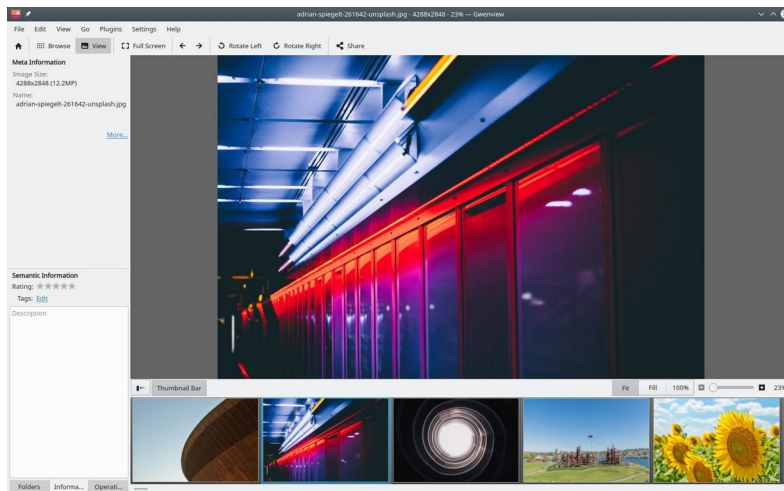 adrian-spiegelt-261642-unsplash.jpg - 4288x2848 - 23% — Gwenview
File Edit View Go Plugins Settings Help
Browse View Full Screen Rotate Left Rotate Right Share
Meta Information
Image Size:
4288x2848 (12.2MP)
Name:
adrian-spiegelt-261642-unsplash.jpg
More...
Semantic Information
Rating:
Tags: Edit
Description
Thumbnail Bar Fit Fill 100% 23%
Folders Informa... Operati...